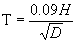 T = 0.09H / √D